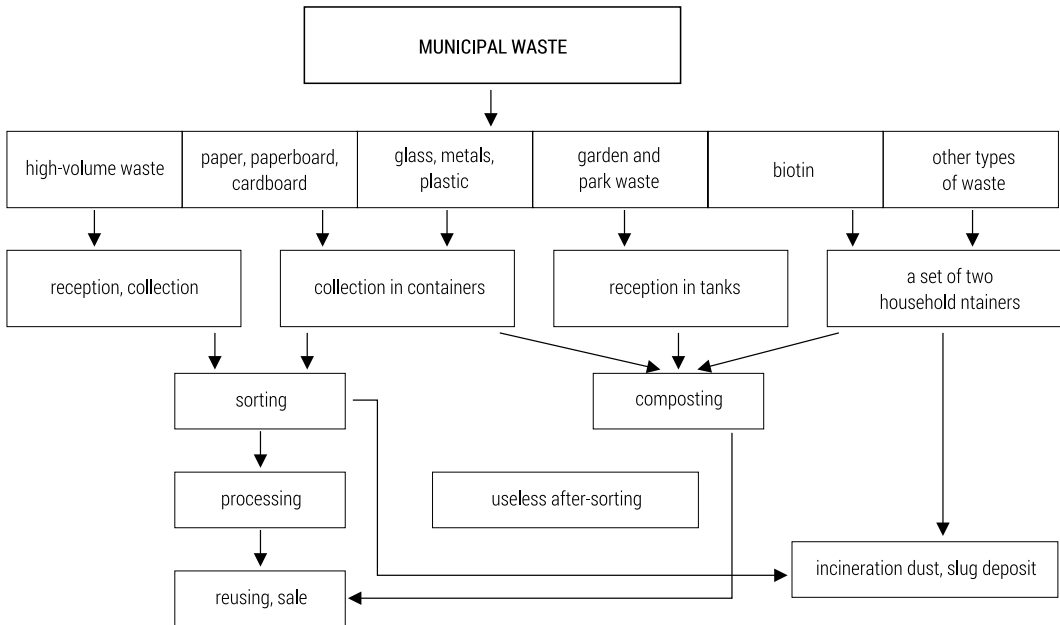 MUNICIPAL WASTE
high-volume waste
paper, paperboard,
cardboard
glass, metals,
plastic
garden and
park waste
biotin
other types
of waste
reception, collection
collection in containers
reception in tanks
a set of two
household ntainers
sorting
composting
processing
useless after-sorting
incineration dust, slug deposit
reusing, sale